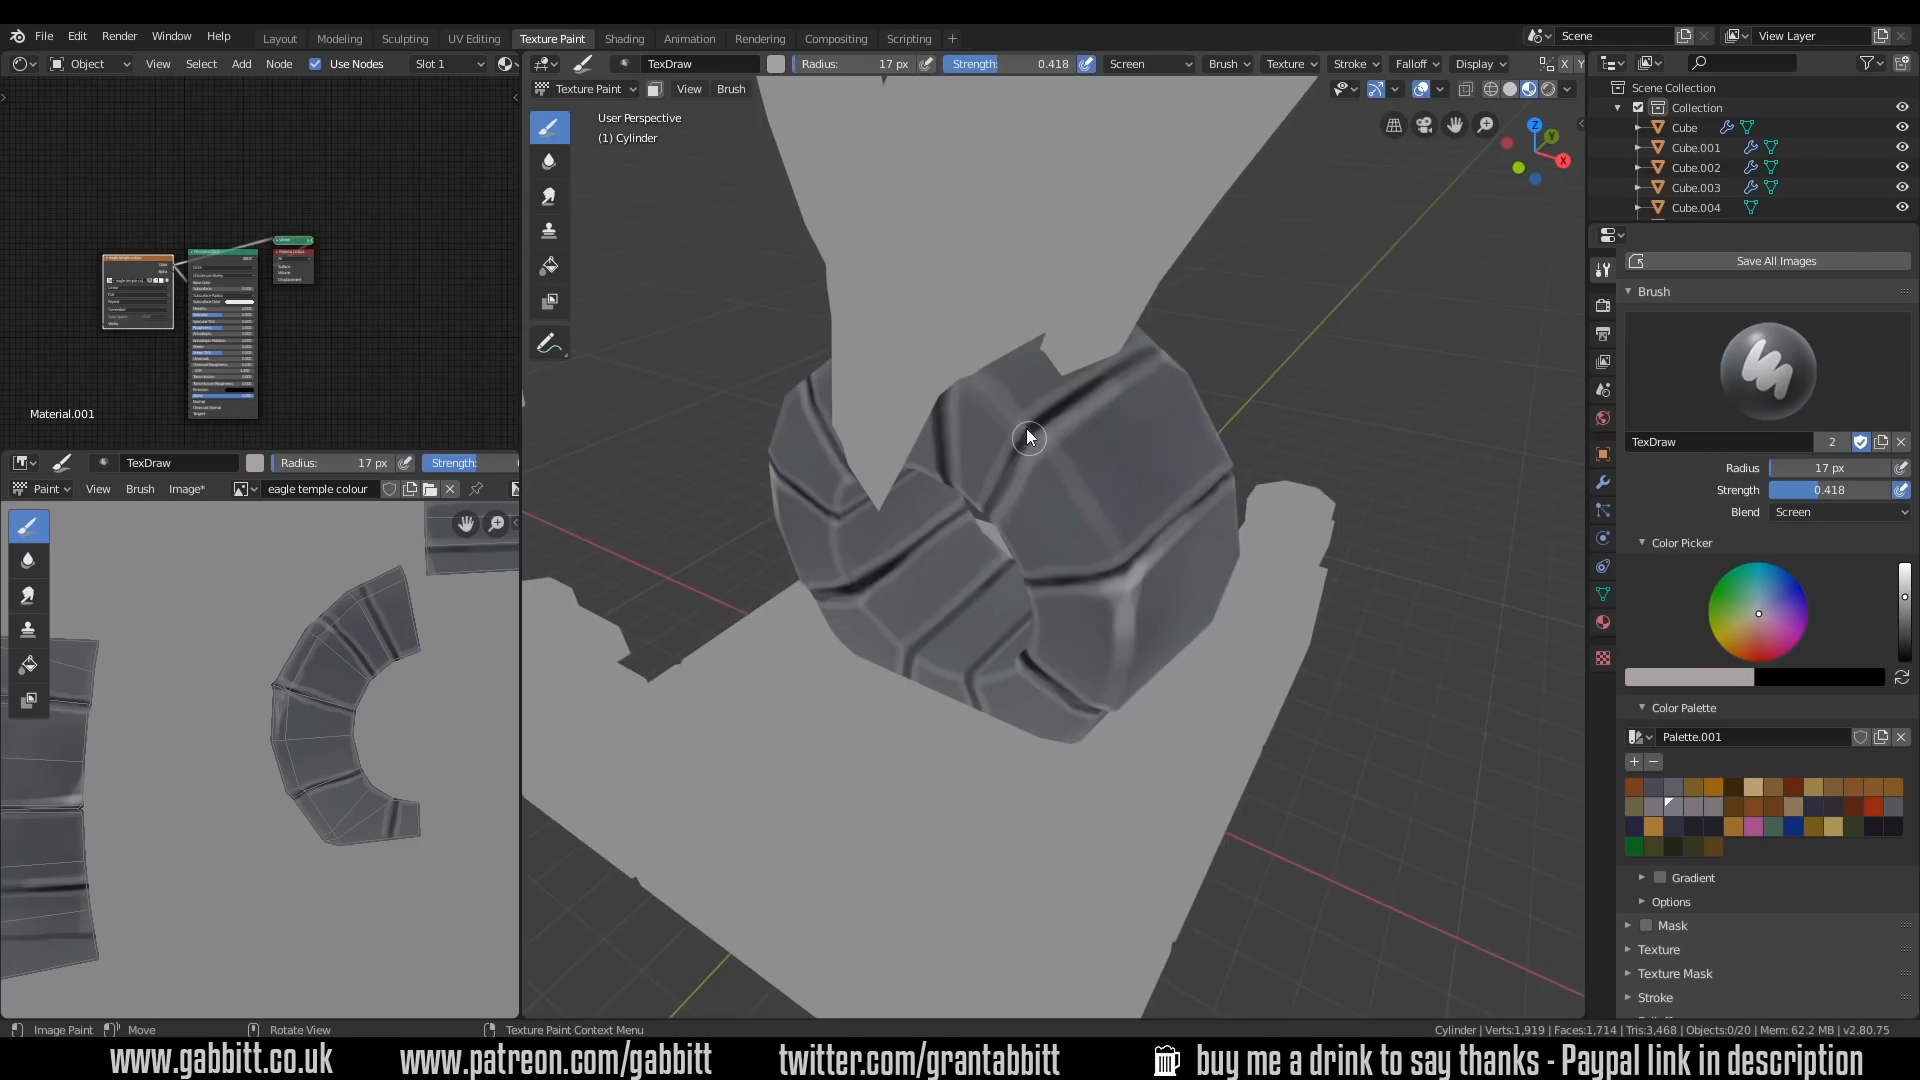 File Edit Render Window Help
Layout Modeling Sculpting UV Editing Texture Paint Shading Animation Rendering Compositing Scripting +
Scene View Layer
Object View Select Add Node Use Nodes Slot 1
TexDraw Radius: 17 px Strength: 0.418 Screen Brush Texture Stroke Falloff Display X Y
Texture Paint View Brush
User Perspective
(1) Cylinder
Z
Y
X
Scene Collection
Collection
Cube
Cube.001
Cube.002
Cube.003
Cube.004
Save All Images
Brush
TexDraw 2
Radius 17 px
Strength 0.418
Blend Screen
Color Picker
Color Palette
Palette.001
Gradient
Options
Mask
Texture
Texture Mask
Stroke
Material.001
TexDraw Radius: 17 px Strength:
Paint View Brush Image* eagle temple colour
Image Paint Move Rotate View Texture Paint Context Menu
Cylinder | Verts:1,919 | Faces:1,714 | Tris:3,468 | Objects:0/20 | Mem: 62.2 MB | v2.80.75
www.gabbitt.co.uk www.patreon.com/gabbitt twitter.com/grantabbitt buy me a drink to say thanks - Paypal link in description